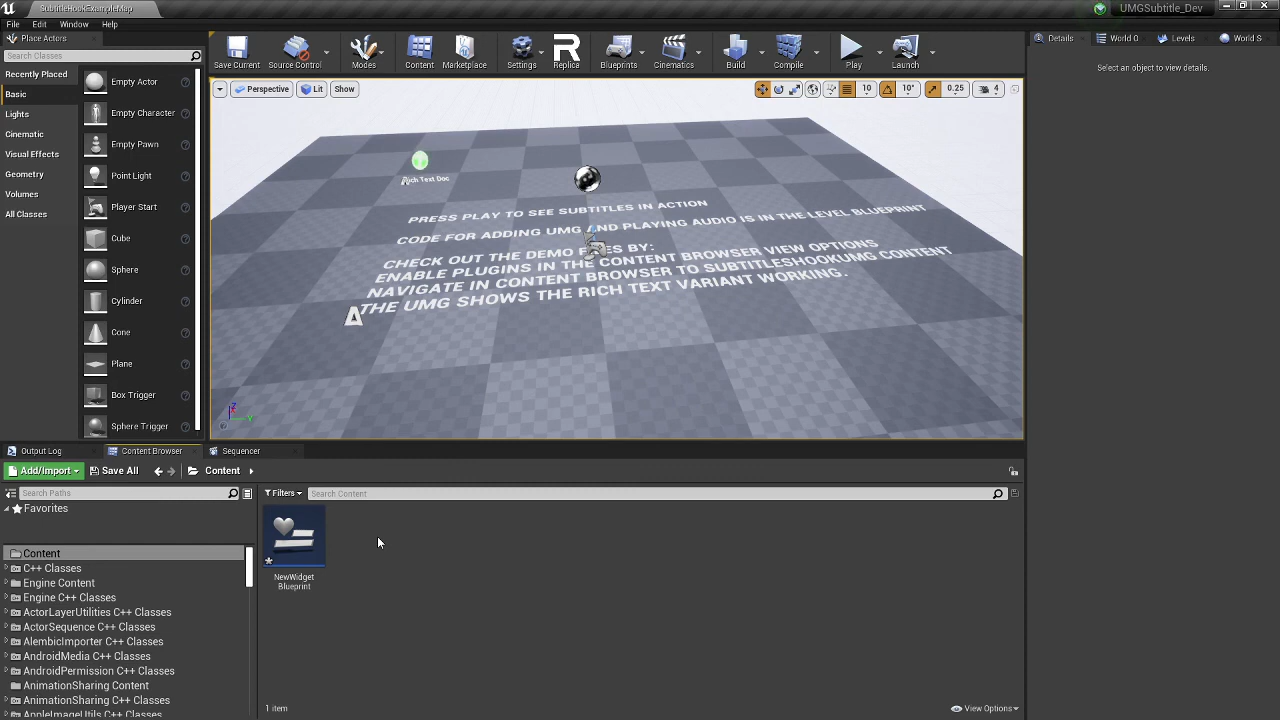 SubtitleHookExampleMap
UMGSubtitle_Dev
File Edit Window Help
Place Actors
Search Classes
Recently Placed
Basic
Lights
Cinematic
Visual Effects
Geometry
Volumes
All Classes
Empty Actor
Empty Character
Empty Pawn
Point Light
Player Start
Cube
Sphere
Cylinder
Cone
Plane
Box Trigger
Sphere Trigger
Save Current
Source Control
Modes
Content
Marketplace
Settings
Replica
Blueprints
Cinematics
Build
Compile
Play
Launch
Perspective
Lit
Show
10
10°
0.25
4
Rich Text Doc
PRESS PLAY TO SEE SUBTITLES IN ACTION
CODE FOR ADDING UMG AND PLAYING AUDIO IS IN THE LEVEL BLUEPRINT
CHECK OUT THE DEMO FILES BY:
ENABLE PLUGINS IN THE CONTENT BROWSER VIEW OPTIONS
NAVIGATE IN CONTENT BROWSER TO SUBTITLEHOOKUMG CONTENT
THE UMG SHOWS THE RICH TEXT VARIANT WORKING.
Z
Y
Details
World O
Levels
World S
Select an object to view details.
Output Log
Content Browser
Sequencer
Add/Import
Save All
Content
Search Paths
Filters
Search Content
Favorites
Content
C++ Classes
Engine Content
Engine C++ Classes
ActorLayerUtilities C++ Classes
ActorSequence C++ Classes
AlembicImporter C++ Classes
AndroidMedia C++ Classes
AndroidPermission C++ Classes
AnimationSharing Content
AnimationSharing C++ Classes
AppleImageUtils C++ Classes
NewWidget
Blueprint
1 item
View Options